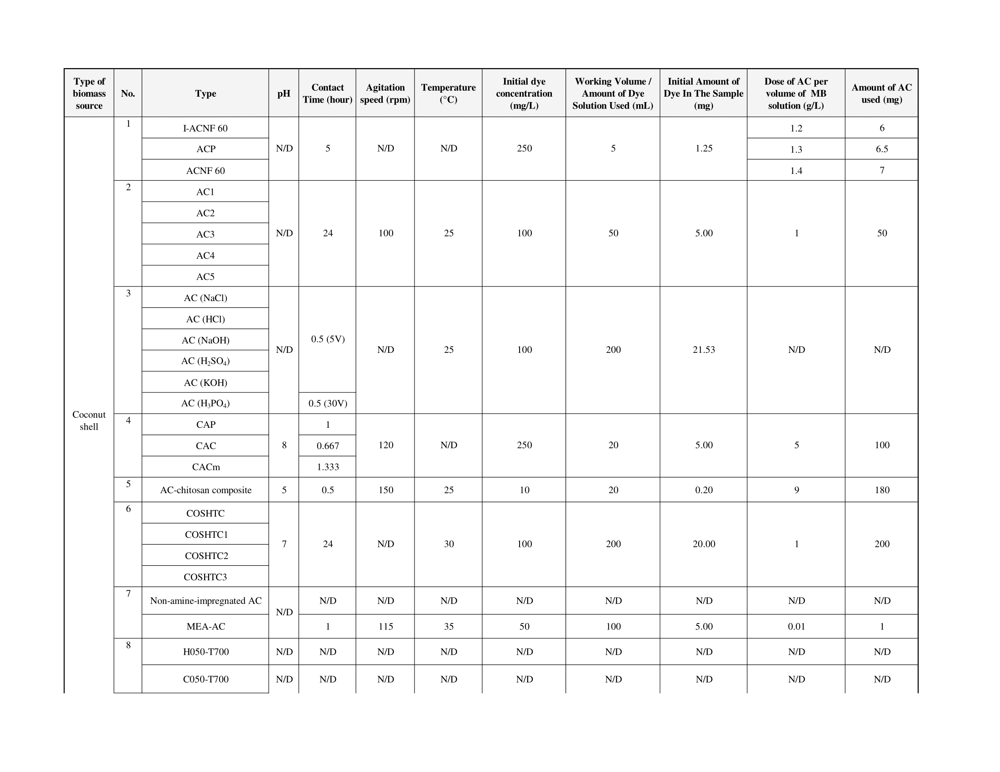 Type of biomass source | No. | Type | pH | Contact Time (hour) | Agitation speed (rpm) | Temperature (°C) | Initial dye concentration (mg/L) | Working Volume / Amount of Dye Solution Used (mL) | Initial Amount of Dye In The Sample (mg) | Dose of AC per volume of MB solution (g/L) | Amount of AC used (mg)
Coconut shell
1 | I-ACNF 60 | N/D | 5 | N/D | N/D | 250 | 5 | 1.25 | 1.2 | 6
ACP | 1.3 | 6.5
ACNF 60 | 1.4 | 7
2 | AC1 | N/D | 24 | 100 | 25 | 100 | 50 | 5.00 | 1 | 50
AC2
AC3
AC4
AC5
3 | AC (NaCl) | N/D | 0.5 (5V) | N/D | 25 | 100 | 200 | 21.53 | N/D | N/D
AC (HCl)
AC (NaOH)
AC (H₂SO₄)
AC (KOH)
AC (H₃PO₄) | 0.5 (30V)
4 | CAP | 8 | 1 | 120 | N/D | 250 | 20 | 5.00 | 5 | 100
CAC | 0.667
CACm | 1.333
5 | AC-chitosan composite | 5 | 0.5 | 150 | 25 | 10 | 20 | 0.20 | 9 | 180
6 | COSHTC | 7 | 24 | N/D | 30 | 100 | 200 | 20.00 | 1 | 200
COSHTC1
COSHTC2
COSHTC3
7 | Non-amine-impregnated AC | N/D | N/D | N/D | N/D | N/D | N/D | N/D | N/D | N/D
MEA-AC | 1 | 115 | 35 | 50 | 100 | 5.00 | 0.01 | 1
8 | H050-T700 | N/D | N/D | N/D | N/D | N/D | N/D | N/D | N/D | N/D
C050-T700 | N/D | N/D | N/D | N/D | N/D | N/D | N/D | N/D | N/D